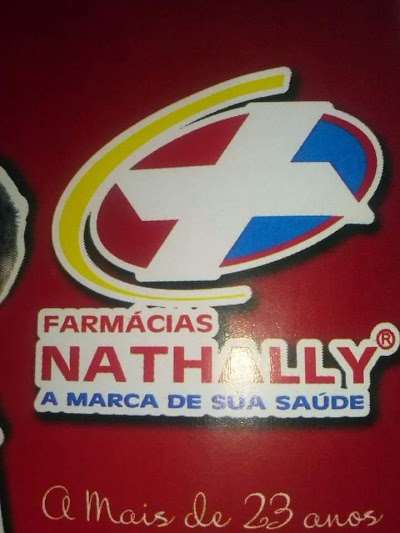 FARMÁCIAS
NATHALLY®
A MARCA DE SUA SAÚDE
A Mais de 23 anos